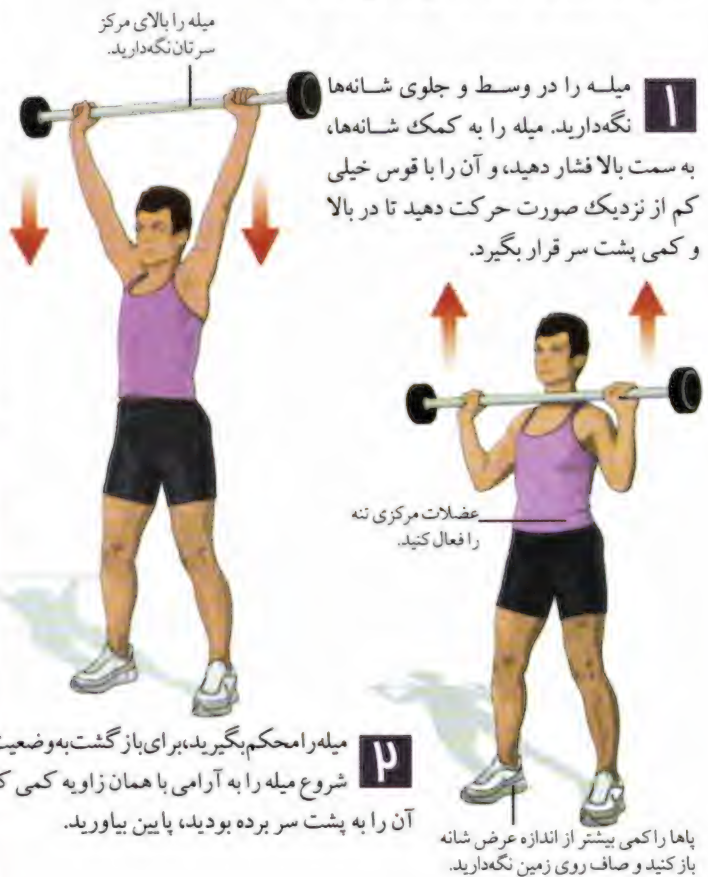 میله را بالای مرکز
سرتان نگه‌دارید.
۱
میله را در وسط و جلوی شانه‌ها
نگه‌دارید. میله را به کمک شانه‌ها،
به سمت بالا فشار دهید، و آن را با قوس خیلی
کم از نزدیک صورت حرکت دهید تا در بالا
و کمی پشت سر قرار بگیرد.
عضلات مرکزی تنه
را فعال کنید.
۲
میله را محکم بگیرید، برای بازگشت به وضعیت
شروع میله را به آرامی با همان زاویه کمی
آن را به پشت سر برده بودید، پایین بیاورید.
پاها را کمی بیشتر از اندازه عرض شانه
باز کنید و صاف روی زمین نگه‌دارید.